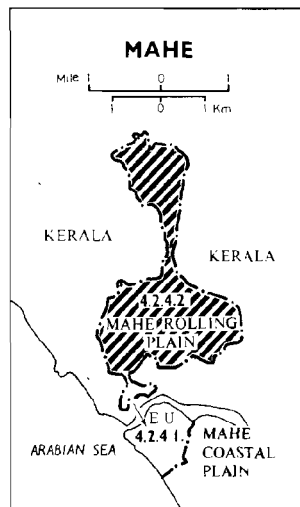 MAHE
Mile 1 0 1
1 0 1 Km
KERALA KERALA
4.2.4.2
MAHE ROLLING
PLAIN
E U
4.2.4 1.
ARABIAN SEA
MAHE
COASTAL
PLAIN